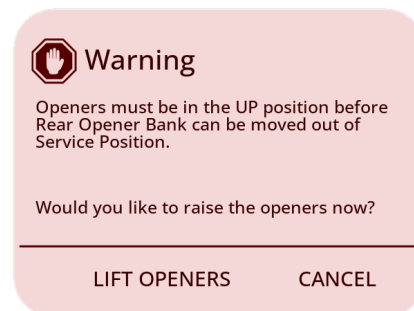 Warning
Openers must be in the UP position before
Rear Opener Bank can be moved out of
Service Position.
Would you like to raise the openers now?
LIFT OPENERS CANCEL